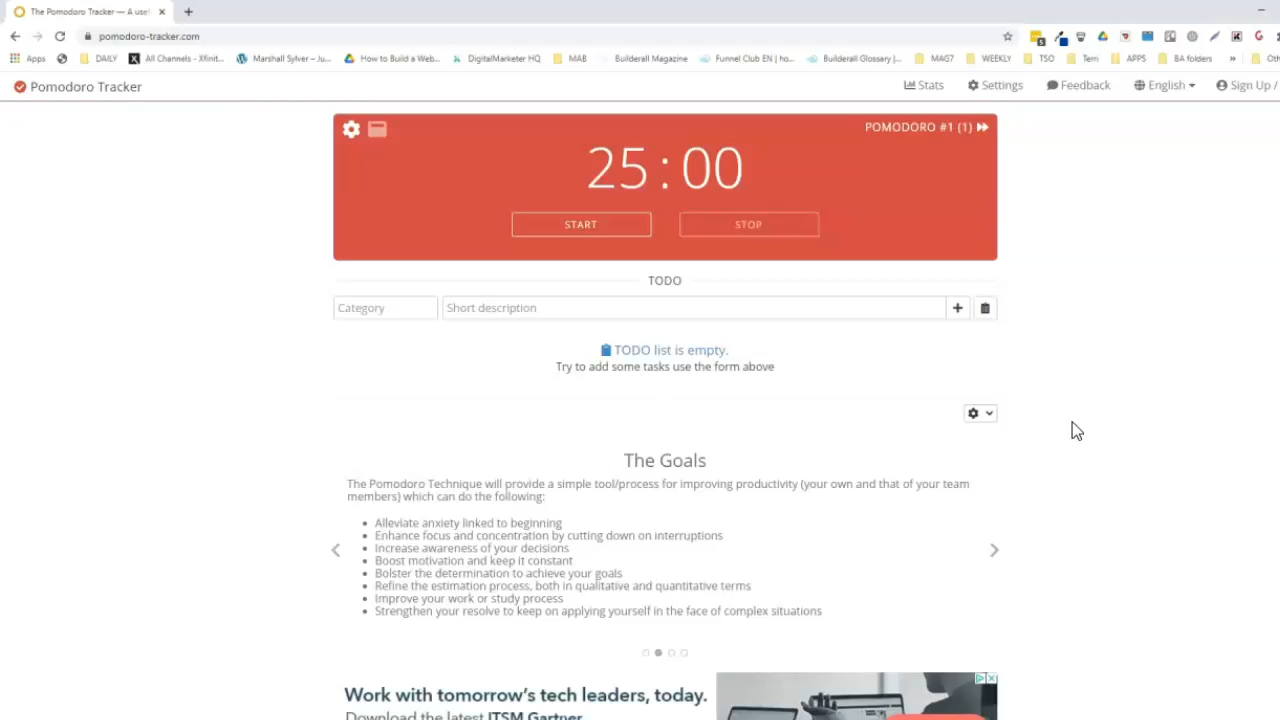 The Pomodoro Tracker — A use
pomodoro-tracker.com
Apps
DAILY
All Channels - Xfinit...
Marshall Sylver – Ju...
How to Build a Web...
DigitalMarketer HQ
MAB
Builderall Magazine
Funnel Club EN | ho...
Builderall Glossary |...
MAG7
WEEKLY
TSO
Tern
APPS
BA folders
»
Pomodoro Tracker
Stats
Settings
Feedback
English
Sign Up /
POMODORO #1 (1)
25:00
START
STOP
TODO
Category
Short description
TODO list is empty.
Try to add some tasks use the form above
The Goals
The Pomodoro Technique will provide a simple tool/process for improving productivity (your own and that of your team
members) which can do the following:
Alleviate anxiety linked to beginning
Enhance focus and concentration by cutting down on interruptions
Increase awareness of your decisions
Boost motivation and keep it constant
Bolster the determination to achieve your goals
Refine the estimation process, both in qualitative and quantitative terms
Improve your work or study process
Strengthen your resolve to keep on applying yourself in the face of complex situations
Work with tomorrow's tech leaders, today.
Download the latest ITSM Gartner